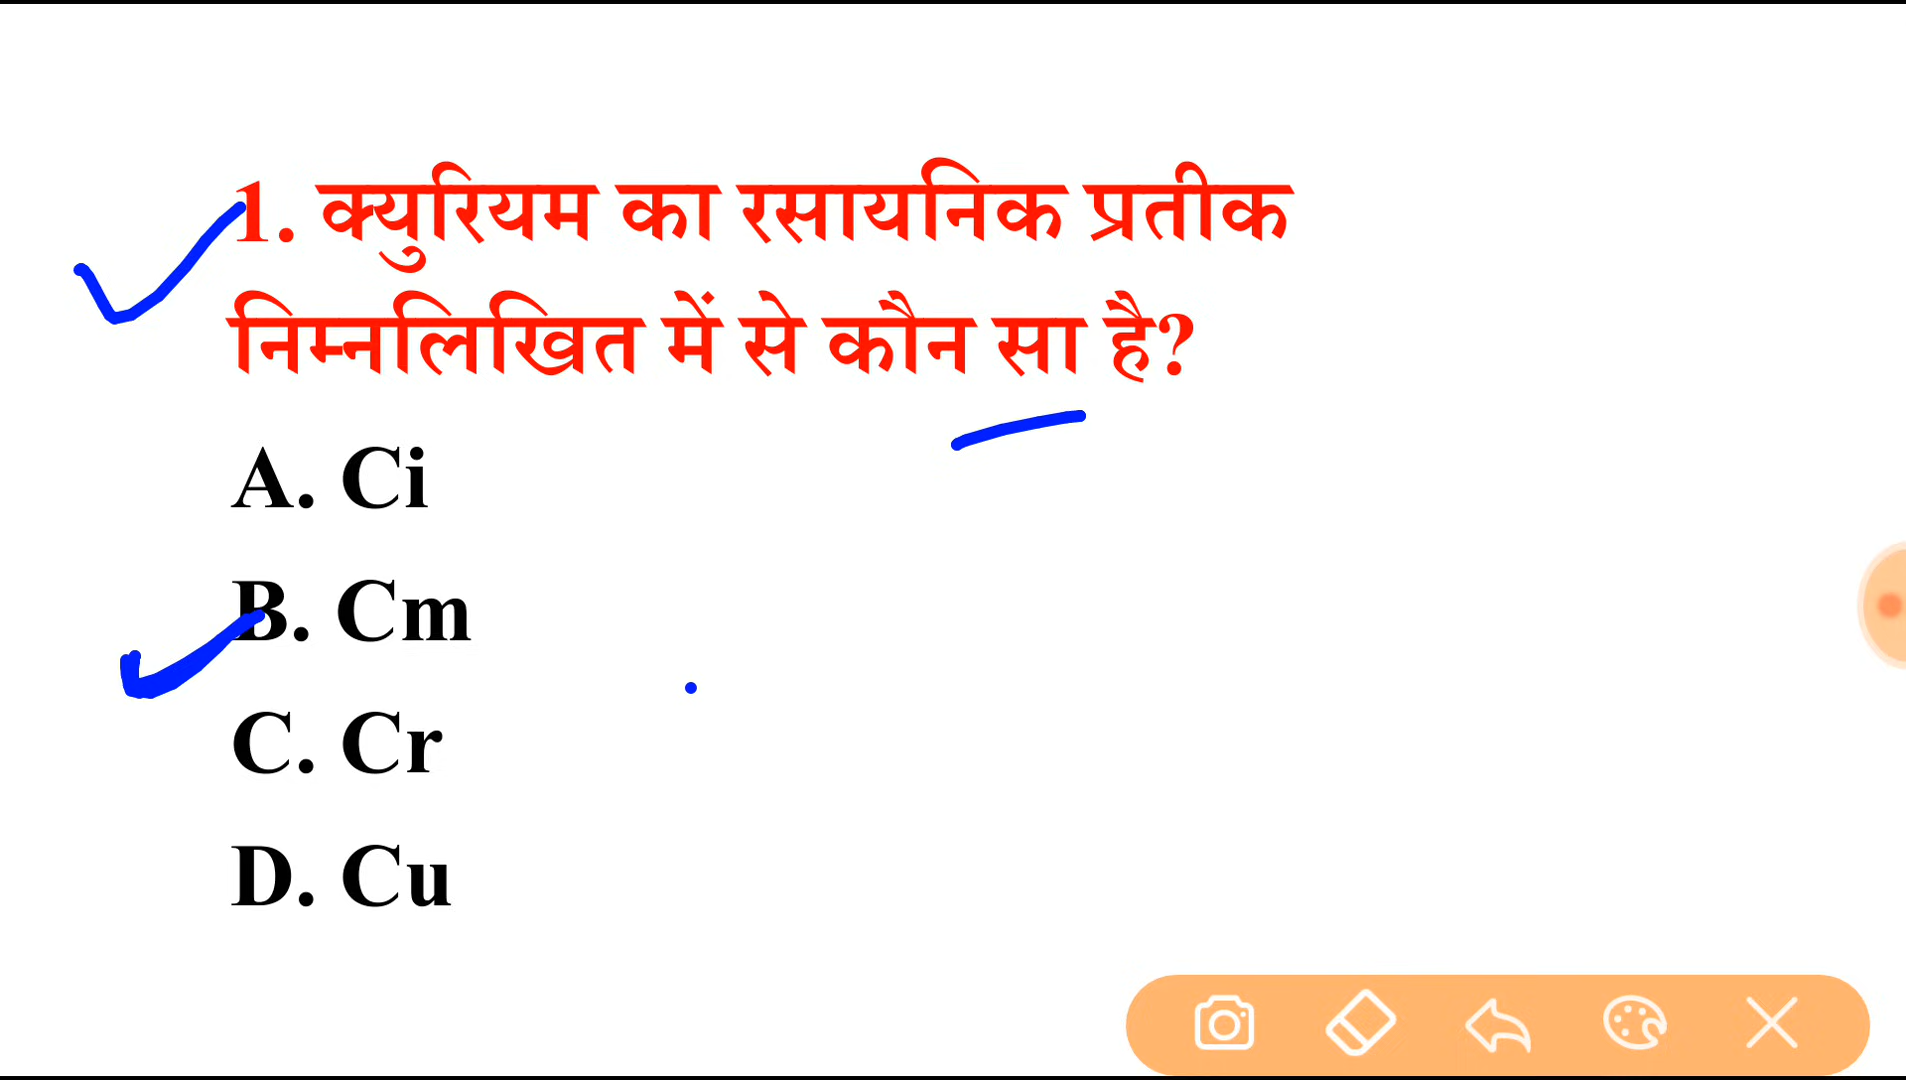 1. क्युरियम का रसायनिक प्रतीक
निम्नलिखित में से कौन सा है?
A. Ci
B. Cm
C. Cr
D. Cu